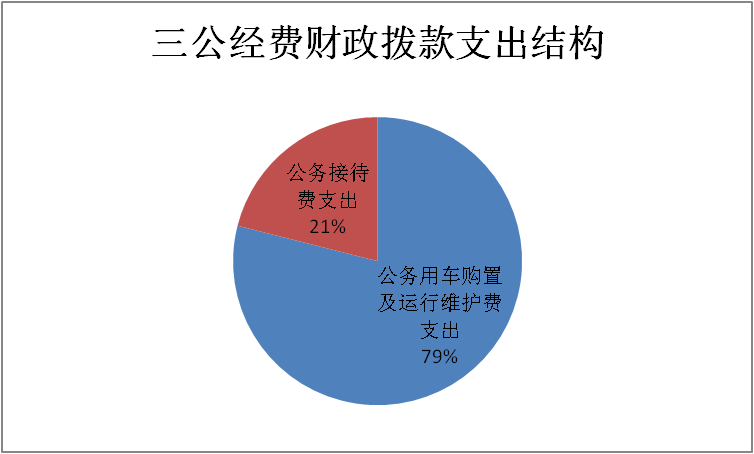 三公经费财政拨款支出结构
公务接待
费支出
21%
公务用车购置
及运行维护费
支出
79%